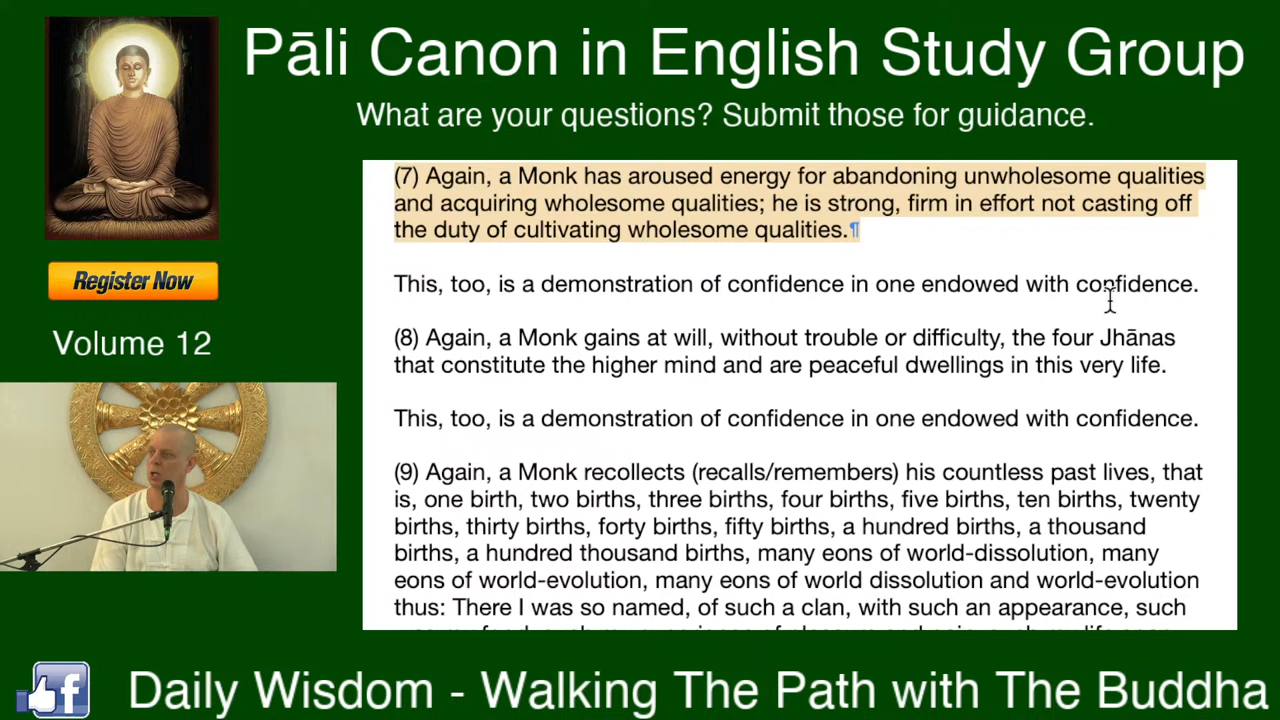 Pāli Canon in English Study Group
What are your questions? Submit those for guidance.
Register Now
Volume 12
(7) Again, a Monk has aroused energy for abandoning unwholesome qualities
and acquiring wholesome qualities; he is strong, firm in effort not casting off
the duty of cultivating wholesome qualities.¶
This, too, is a demonstration of confidence in one endowed with confidence.
(8) Again, a Monk gains at will, without trouble or difficulty, the four Jhānas
that constitute the higher mind and are peaceful dwellings in this very life.
This, too, is a demonstration of confidence in one endowed with confidence.
(9) Again, a Monk recollects (recalls/remembers) his countless past lives, that
is, one birth, two births, three births, four births, five births, ten births, twenty
births, thirty births, forty births, fifty births, a hundred births, a thousand
births, a hundred thousand births, many eons of world-dissolution, many
eons of world-evolution, many eons of world dissolution and world-evolution
thus: There I was so named, of such a clan, with such an appearance, such
f
Daily Wisdom - Walking The Path with The Buddha